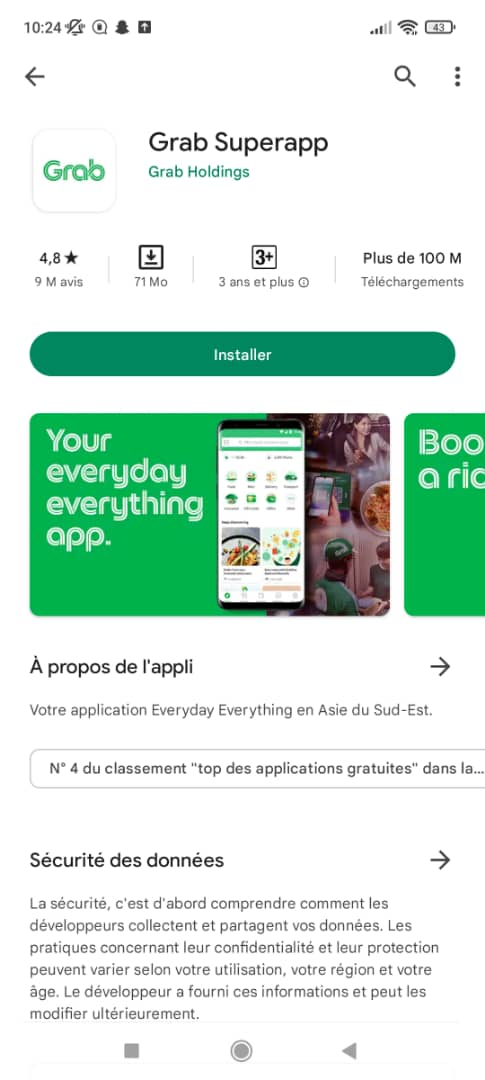 10:24
43
Grab
Grab Superapp
Grab Holdings
4,8★
9 M avis
71 Mo
3+
3 ans et plus
Plus de 100 M
Téléchargements
Installer
Your
everyday
everything
app.
Boo
a ric
À propos de l'appli
Votre application Everyday Everything en Asie du Sud-Est.
N° 4 du classement "top des applications gratuites" dans la...
Sécurité des données
La sécurité, c'est d'abord comprendre comment les
développeurs collectent et partagent vos données. Les
pratiques concernant leur confidentialité et leur protection
peuvent varier selon votre utilisation, votre région et votre
âge. Le développeur a fourni ces informations et peut les
modifier ultérieurement.